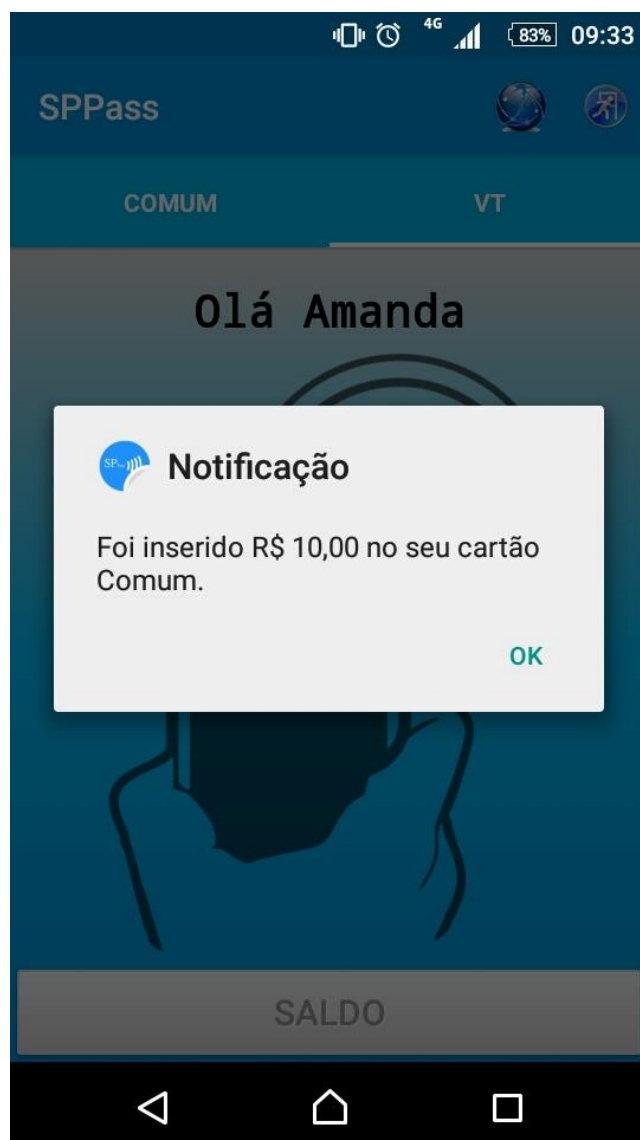 4G 83% 09:33
SPPass
COMUM VT
Olá Amanda
Notificação
Foi inserido R$ 10,00 no seu cartão
Comum.
OK
SALDO